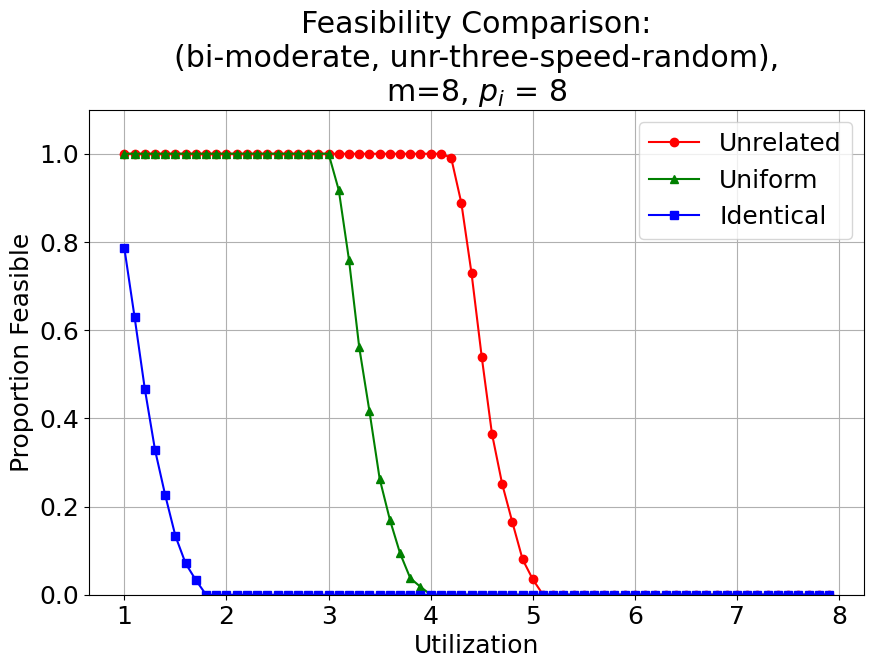 Feasibility Comparison:
(bi-moderate, unr-three-speed-random),
m=8, $p_i$ = 8
Unrelated
Uniform
Identical
Proportion Feasible
1.0
0.8
0.6
0.4
0.2
0.0
1 2 3 4 5 6 7 8
Utilization